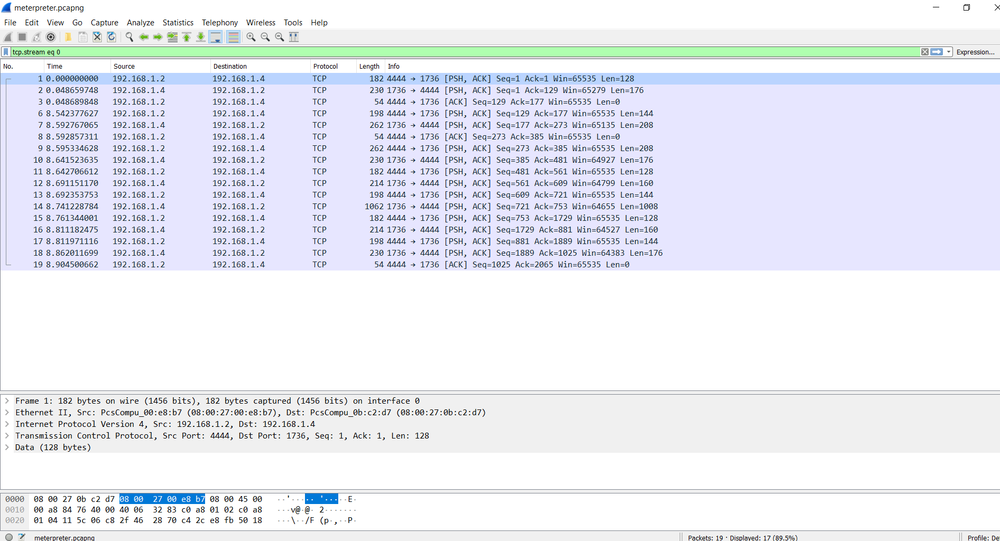 meterpreter.pcapng
File Edit View Go Capture Analyze Statistics Telephony Wireless Tools Help
tcp.stream eq 0 Expression...
No. Time Source Destination Protocol Length Info
1 0.000000000 192.168.1.2 192.168.1.4 TCP 182 4444 → 1736 [PSH, ACK] Seq=1 Ack=1 Win=65535 Len=128
2 0.048659748 192.168.1.4 192.168.1.2 TCP 230 1736 → 4444 [PSH, ACK] Seq=1 Ack=129 Win=65279 Len=176
3 0.048689848 192.168.1.2 192.168.1.4 TCP 54 4444 → 1736 [ACK] Seq=129 Ack=177 Win=65535 Len=0
6 8.542377627 192.168.1.2 192.168.1.4 TCP 198 4444 → 1736 [PSH, ACK] Seq=129 Ack=177 Win=65535 Len=144
7 8.592767065 192.168.1.4 192.168.1.2 TCP 262 1736 → 4444 [PSH, ACK] Seq=177 Ack=273 Win=65135 Len=208
8 8.592857311 192.168.1.2 192.168.1.4 TCP 54 4444 → 1736 [ACK] Seq=273 Ack=385 Win=65535 Len=0
9 8.595334628 192.168.1.2 192.168.1.4 TCP 262 4444 → 1736 [PSH, ACK] Seq=273 Ack=385 Win=65535 Len=208
10 8.641523635 192.168.1.4 192.168.1.2 TCP 230 1736 → 4444 [PSH, ACK] Seq=385 Ack=481 Win=64927 Len=176
11 8.642706612 192.168.1.2 192.168.1.4 TCP 182 4444 → 1736 [PSH, ACK] Seq=481 Ack=561 Win=65535 Len=128
12 8.691151170 192.168.1.4 192.168.1.2 TCP 214 1736 → 4444 [PSH, ACK] Seq=561 Ack=609 Win=64799 Len=160
13 8.692353753 192.168.1.2 192.168.1.4 TCP 198 4444 → 1736 [PSH, ACK] Seq=609 Ack=721 Win=65535 Len=144
14 8.741228784 192.168.1.4 192.168.1.2 TCP 1062 1736 → 4444 [PSH, ACK] Seq=721 Ack=753 Win=64655 Len=1008
15 8.761344001 192.168.1.2 192.168.1.4 TCP 182 4444 → 1736 [PSH, ACK] Seq=753 Ack=1729 Win=65535 Len=128
16 8.811182475 192.168.1.4 192.168.1.2 TCP 214 1736 → 4444 [PSH, ACK] Seq=1729 Ack=881 Win=64527 Len=160
17 8.811971116 192.168.1.2 192.168.1.4 TCP 198 4444 → 1736 [PSH, ACK] Seq=881 Ack=1889 Win=65535 Len=144
18 8.862011699 192.168.1.4 192.168.1.2 TCP 230 1736 → 4444 [PSH, ACK] Seq=1889 Ack=1025 Win=64383 Len=176
19 8.904500662 192.168.1.2 192.168.1.4 TCP 54 4444 → 1736 [ACK] Seq=1025 Ack=2065 Win=65535 Len=0
Frame 1: 182 bytes on wire (1456 bits), 182 bytes captured (1456 bits) on interface 0
Ethernet II, Src: PcsCompu_00:e8:b7 (08:00:27:00:e8:b7), Dst: PcsCompu_0b:c2:d7 (08:00:27:0b:c2:d7)
Internet Protocol Version 4, Src: 192.168.1.2, Dst: 192.168.1.4
Transmission Control Protocol, Src Port: 4444, Dst Port: 1736, Seq: 1, Ack: 1, Len: 128
Data (128 bytes)
0000 08 00 27 0b c2 d7 08 00 27 00 e8 b7 08 00 45 00 ··'····· '·····E·
0010 00 a8 84 76 40 00 40 06 32 83 c0 a8 01 02 c0 a8 ···v@·@· 2·······
0020 01 04 11 5c 06 c8 2f 46 28 70 c4 2c e8 fb 50 18 ···\··/F (p·,··P·
meterpreter.pcapng Packets: 19 · Displayed: 17 (89.5%) Profile: De